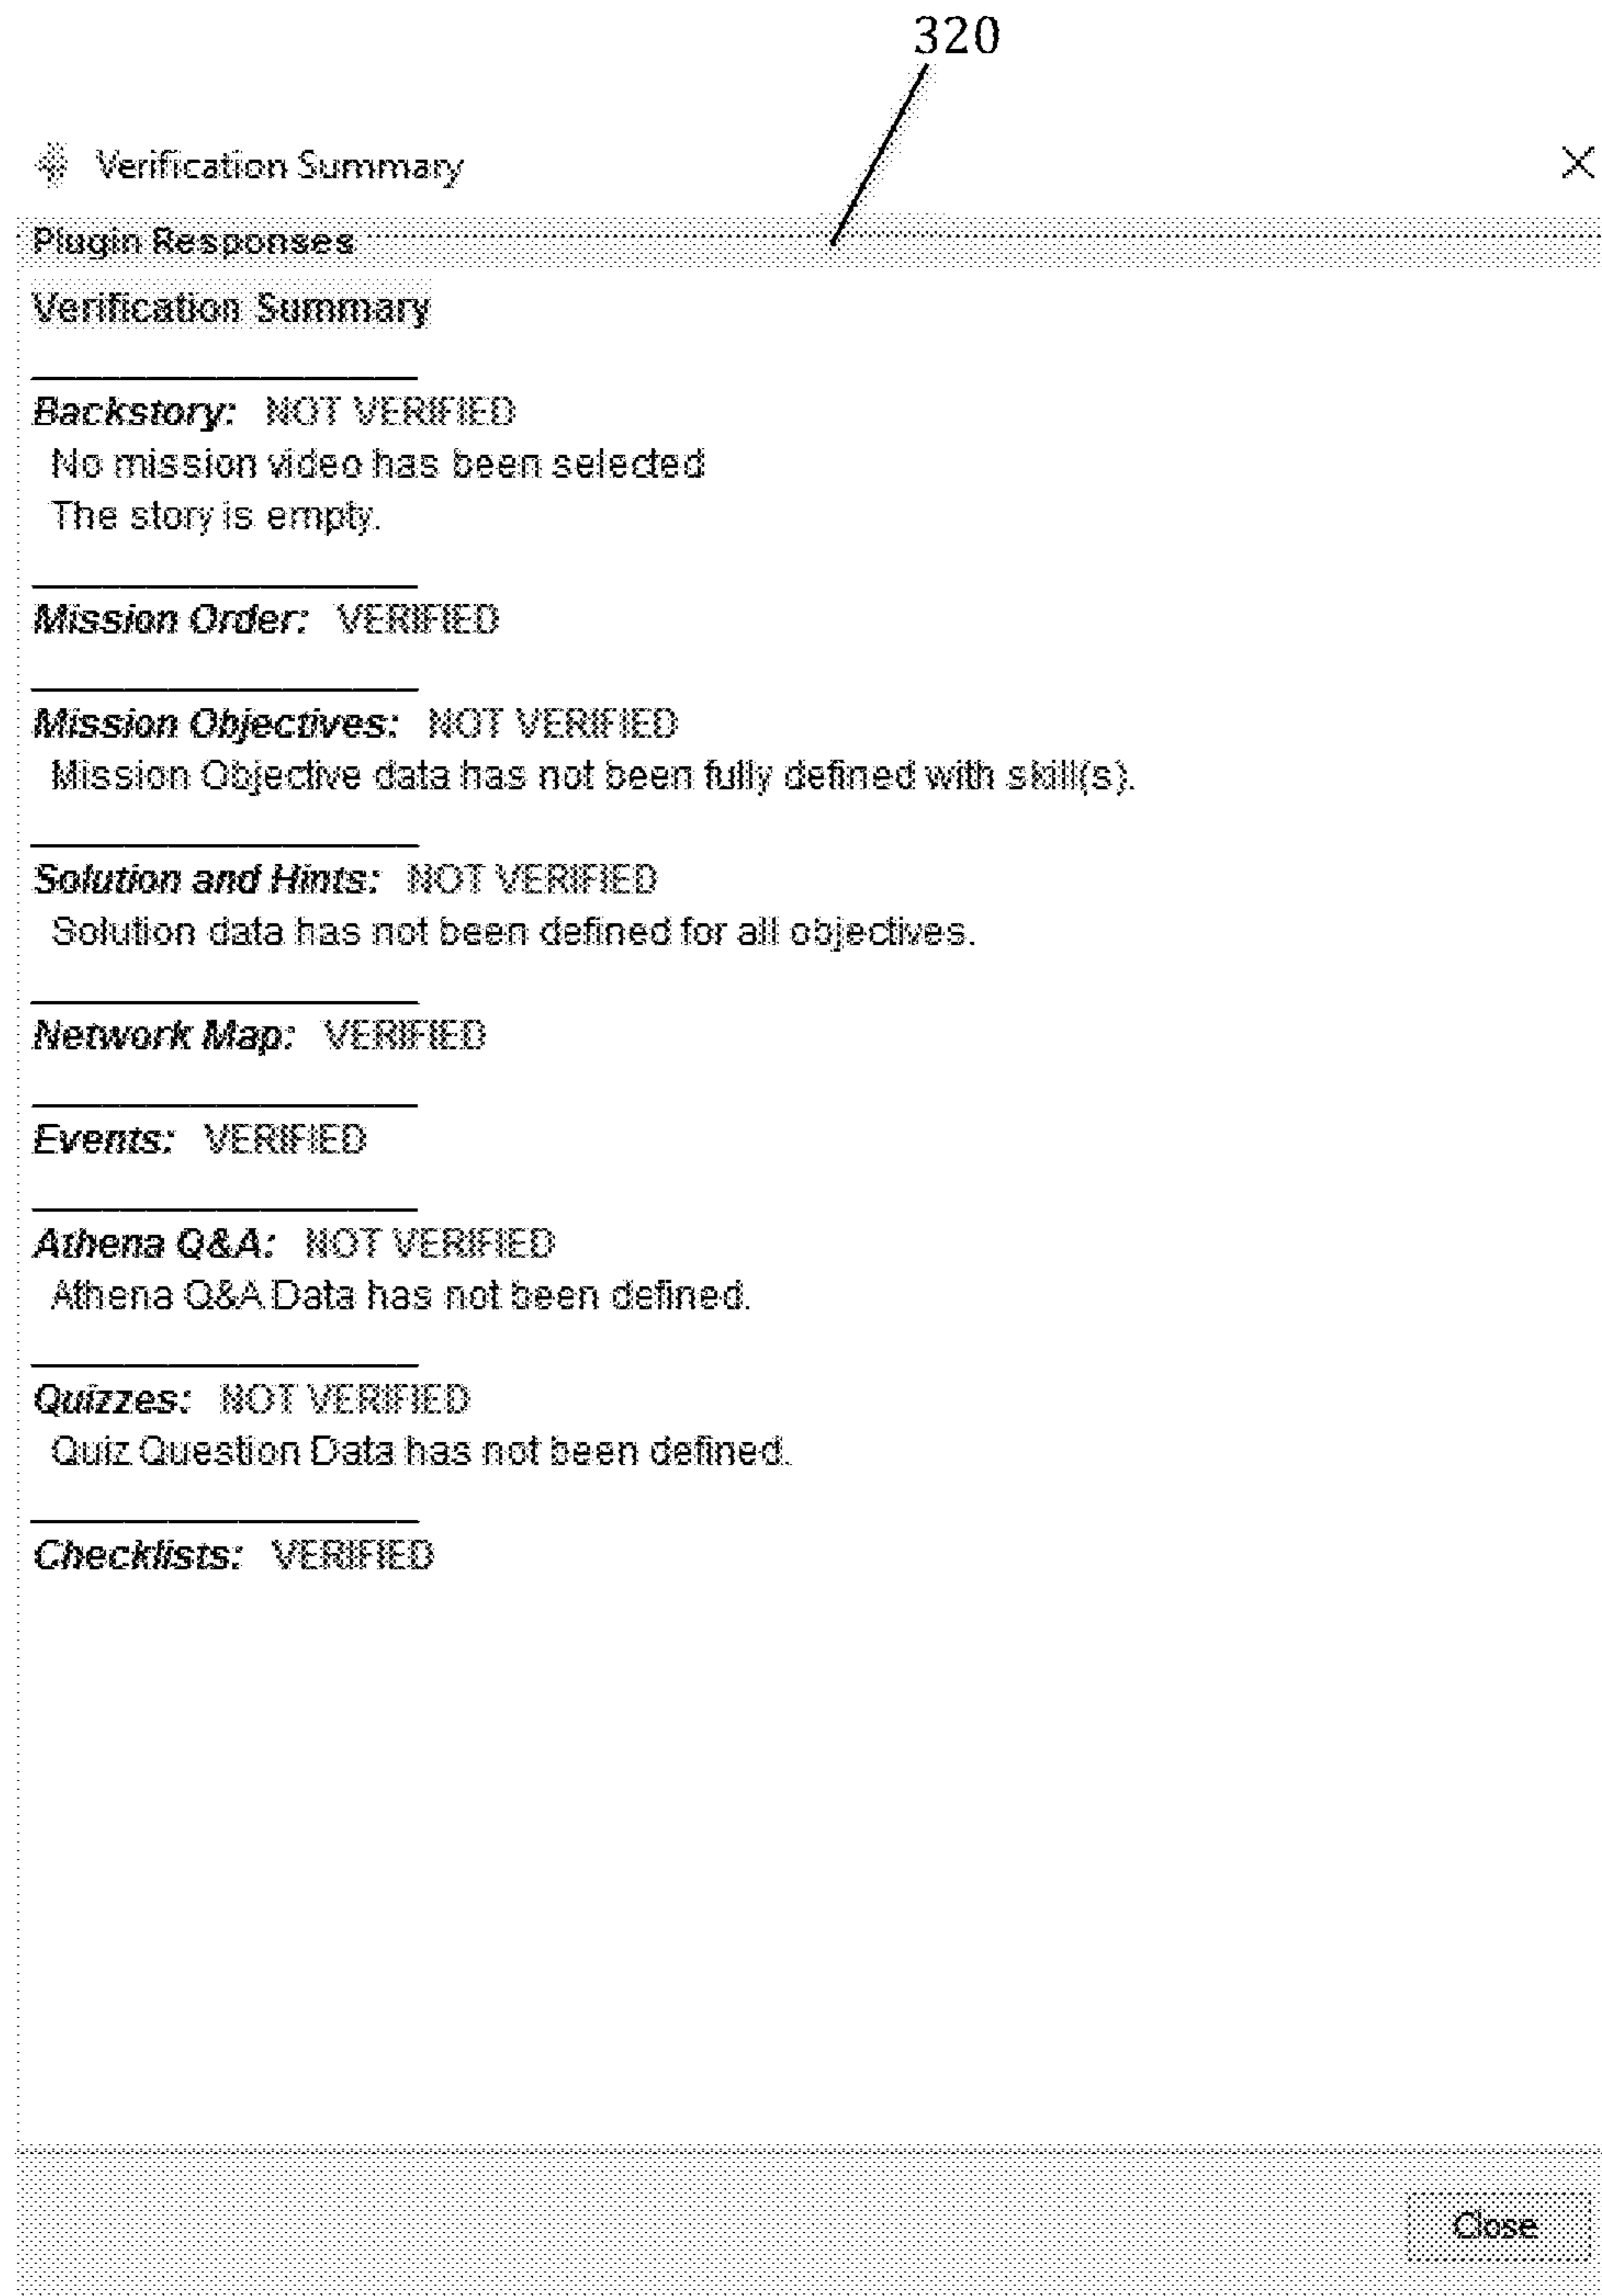 320
Verification Summary
Plugin Responses
Verification Summary
Backstory: NOT VERIFIED
No mission video has been selected
The story is empty.
Mission Order: VERIFIED
Mission Objectives: NOT VERIFIED
Mission Objective data has not been fully defined with skill(s).
Solution and Hints: NOT VERIFIED
Solution data has not been defined for all objectives.
Network Map: VERIFIED
Events: VERIFIED
Athena Q&A: NOT VERIFIED
Athena Q&A Data has not been defined.
Quizzes: NOT VERIFIED
Quiz Question Data has not been defined.
Checklists: VERIFIED
Close